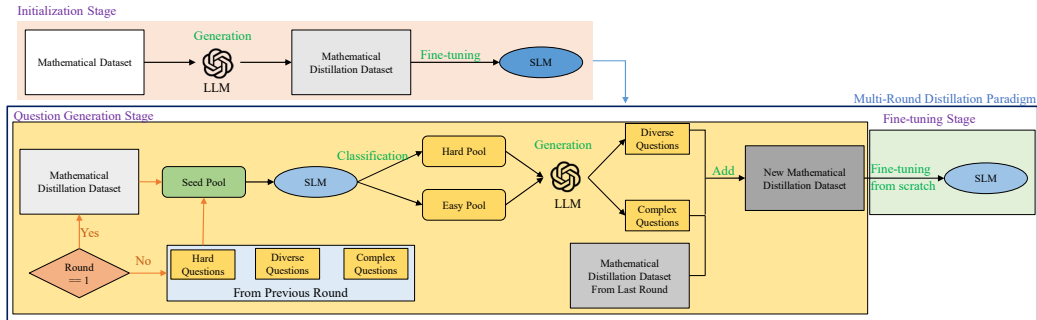 Initialization Stage
Mathematical Dataset
Generation
LLM
Mathematical
Distillation Dataset
Fine-tuning
SLM
Multi-Round Distillation Paradigm
Question Generation Stage
Fine-tuning Stage
Mathematical
Distillation Dataset
Seed Pool
SLM
Classification
Hard Pool
Easy Pool
Generation
LLM
Diverse
Questions
Complex
Questions
Add
New Mathematical
Distillation Dataset
Fine-tuning
from scratch
SLM
Yes
Round
== 1
No
Hard
Questions
Diverse
Questions
Complex
Questions
From Previous Round
Mathematical
Distillation Dataset
From Last Round